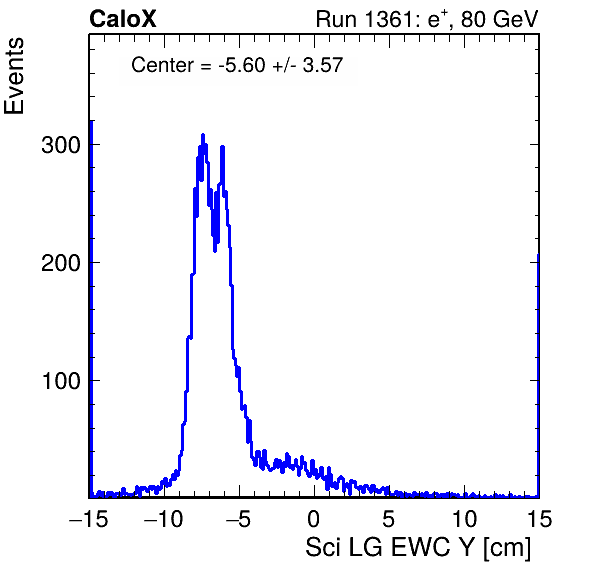 CaloX
Run 1361: e+, 80 GeV
Center = -5.60 +/- 3.57
Events
300
200
100
−15 −10 −5 0 5 10 15
Sci LG EWC Y [cm]